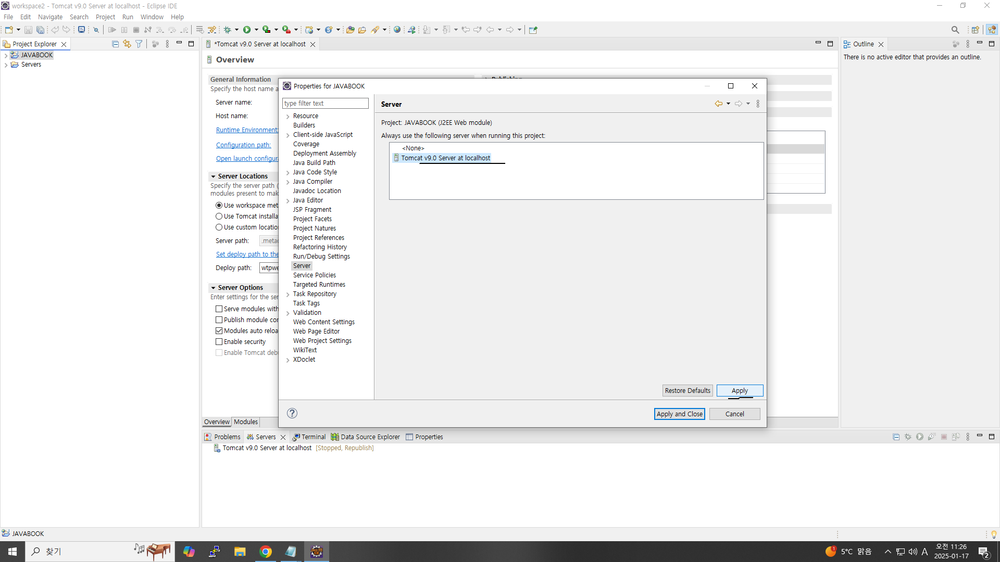 workspace2 - Tomcat v9.0 Server at localhost - Eclipse IDE
File Edit Navigate Search Project Run Window Help
Project Explorer
JAVABOOK
Servers
*Tomcat v9.0 Server at localhost
Overview
General Information
Specify the host name a
Server name:
Host name:
Runtime Environment:
Configuration path:
Open launch configura
Server Locations
Specify the server path (
modules present to mak
Use workspace met
Use Tomcat installa
Use custom location
Server path: .metac
Set deploy path to the
Deploy path: wtpwe
Server Options
Enter settings for the ser
Serve modules with
Publish module cor
Modules auto reloa
Enable security
Enable Tomcat debu
Overview Modules
Publishing
Properties for JAVABOOK
type filter text
Resource
Builders
Client-side JavaScript
Coverage
Deployment Assembly
Java Build Path
Java Code Style
Java Compiler
Javadoc Location
Java Editor
JSP Fragment
Project Facets
Project Natures
Project References
Refactoring History
Run/Debug Settings
Server
Service Policies
Targeted Runtimes
Task Repository
Task Tags
Validation
Web Content Settings
Web Page Editor
Web Project Settings
WikiText
XDoclet
Server
Project: JAVABOOK (J2EE Web module)
Always use the following server when running this project:
<None>
Tomcat v9.0 Server at localhost
Restore Defaults Apply
Apply and Close Cancel
Outline
There is no active editor that provides an outline.
Problems Servers Terminal Data Source Explorer Properties
Tomcat v9.0 Server at localhost [Stopped, Republish]
JAVABOOK
찾기
1 5°C 맑음 A 오전 11:26
2025-01-17 2